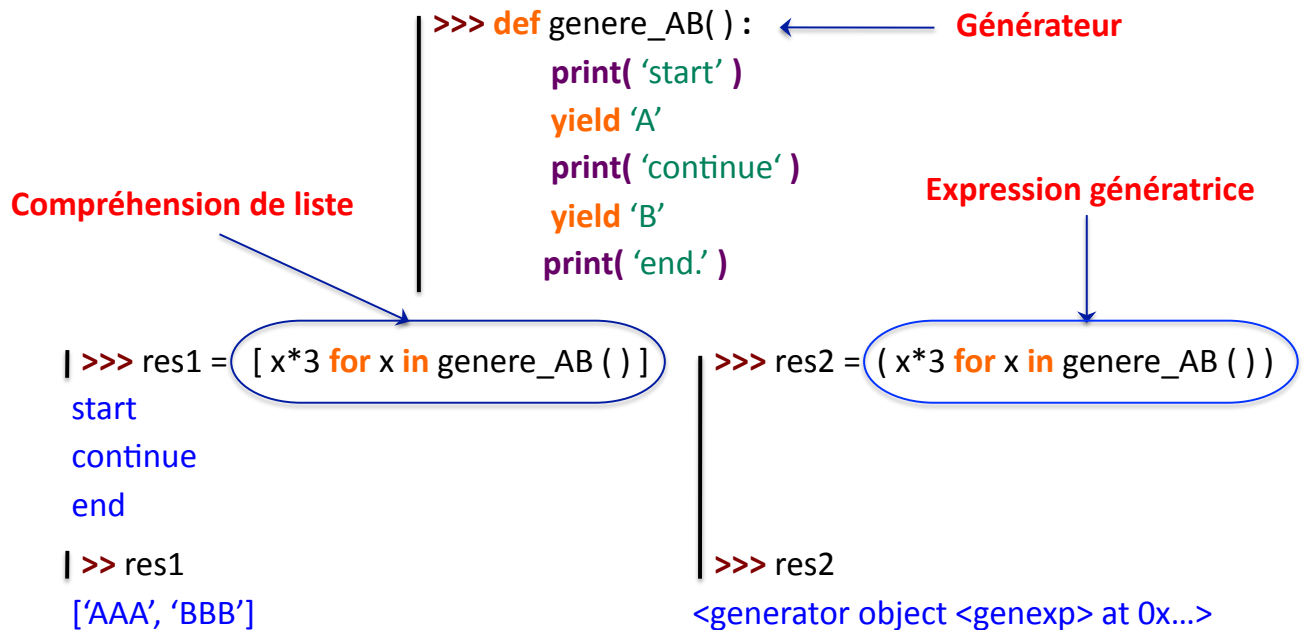 >>> def genere_AB( ) :
Générateur
print( ‘start’ )
yield ‘A’
print( ‘continue‘ )
yield ‘B’
print( ‘end.’ )
Compréhension de liste
Expression génératrice
| >>> res1 = [ x*3 for x in genere_AB ( ) ]
start
continue
end
| >> res1
[‘AAA’, ‘BBB’]
>>> res2 = ( x*3 for x in genere_AB ( ) )
>>> res2
<generator object <genexp> at 0x…>